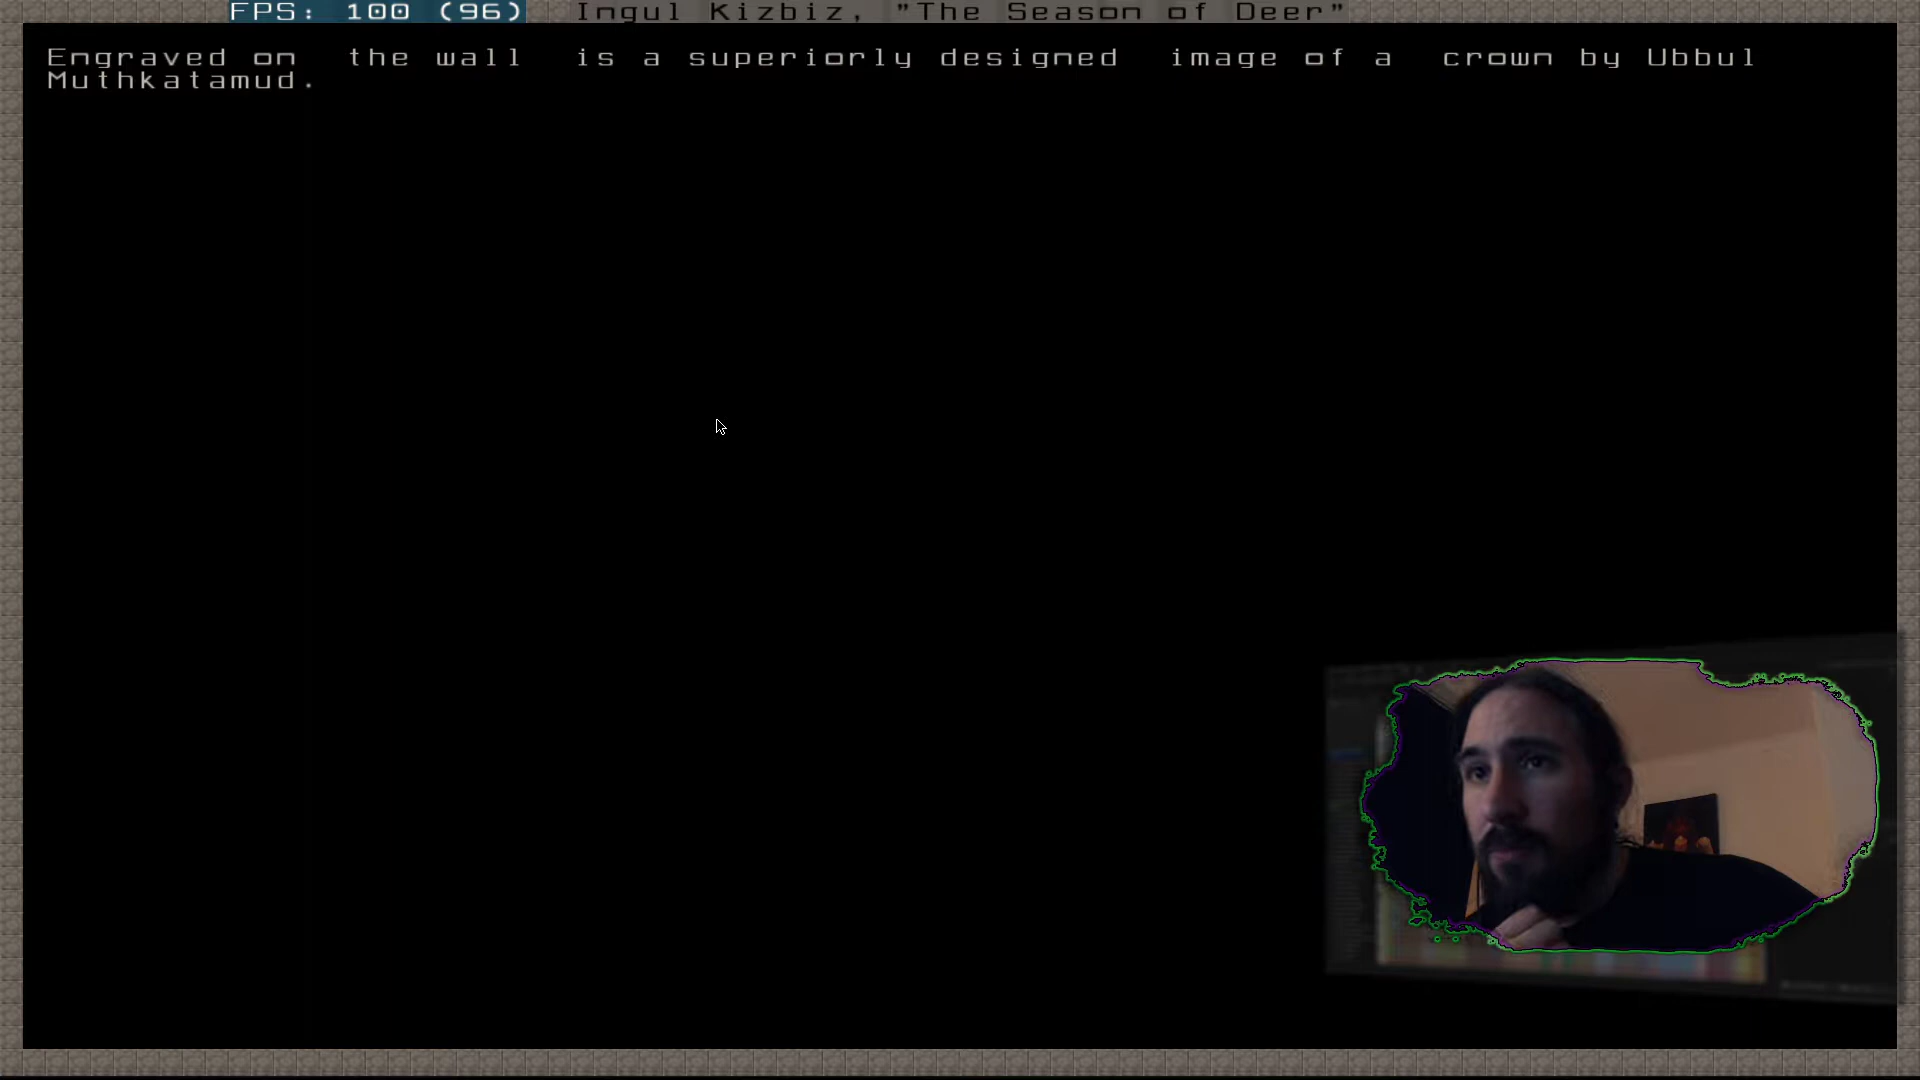 FPS: 100 (96) Ingul Kizbiz, "The Season of Deer"
Engraved on the wall is a superiorly designed image of a crown by Ubbul
Muthkatamud.